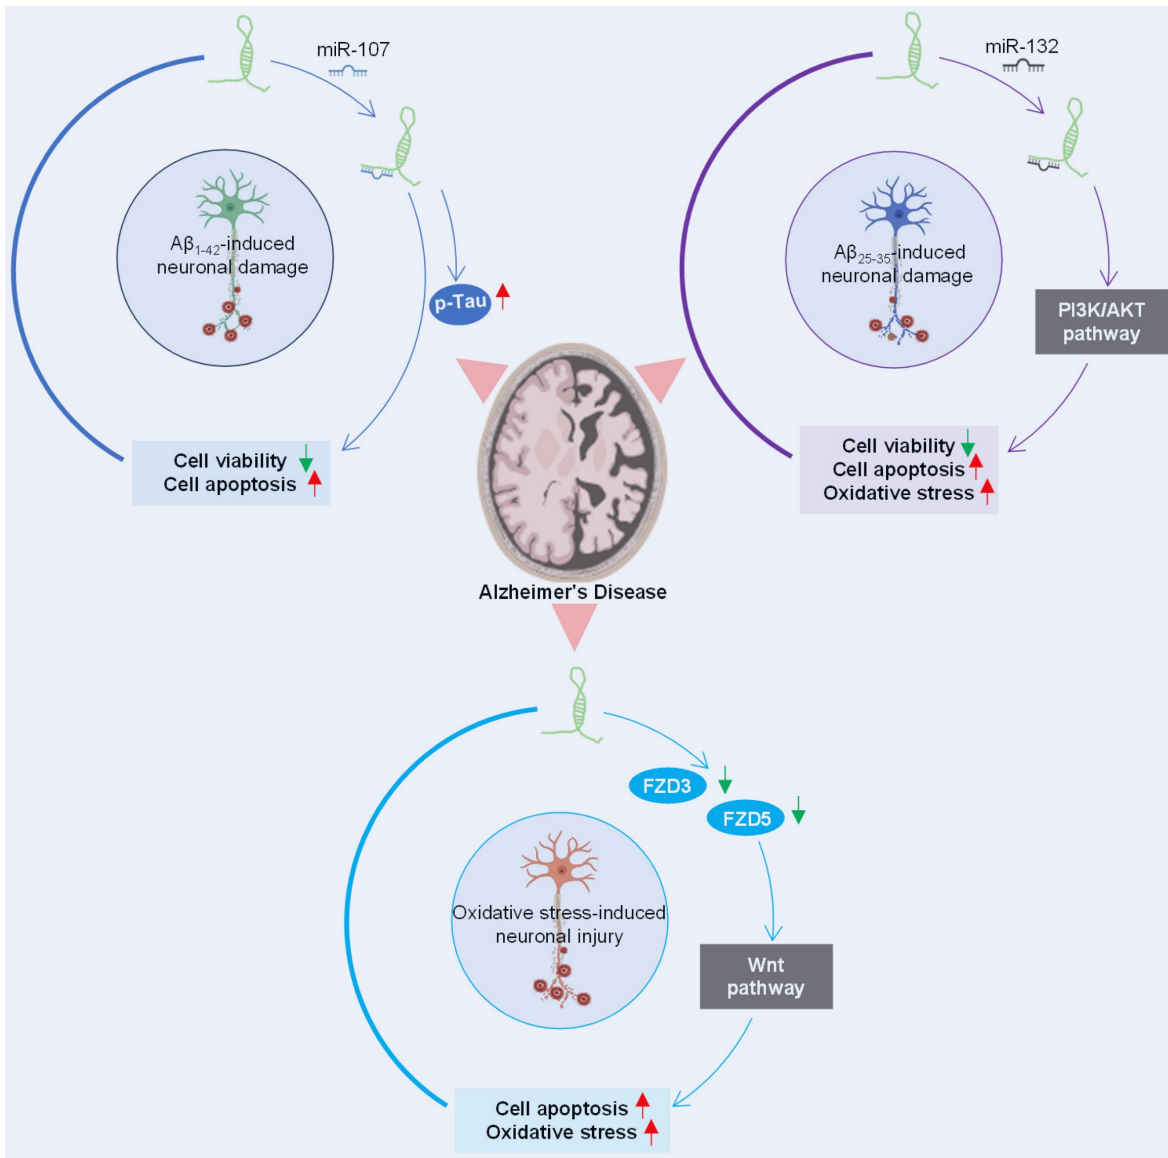 miR-107
Aβ₁₋₄₂-induced
neuronal damage
p-Tau
Cell viability
Cell apoptosis
miR-132
Aβ₂₅₋₃₅-induced
neuronal damage
PI3K/AKT
pathway
Cell viability
Cell apoptosis
Oxidative stress
Alzheimer's Disease
FZD3
FZD5
Oxidative stress-induced
neuronal injury
Wnt
pathway
Cell apoptosis
Oxidative stress